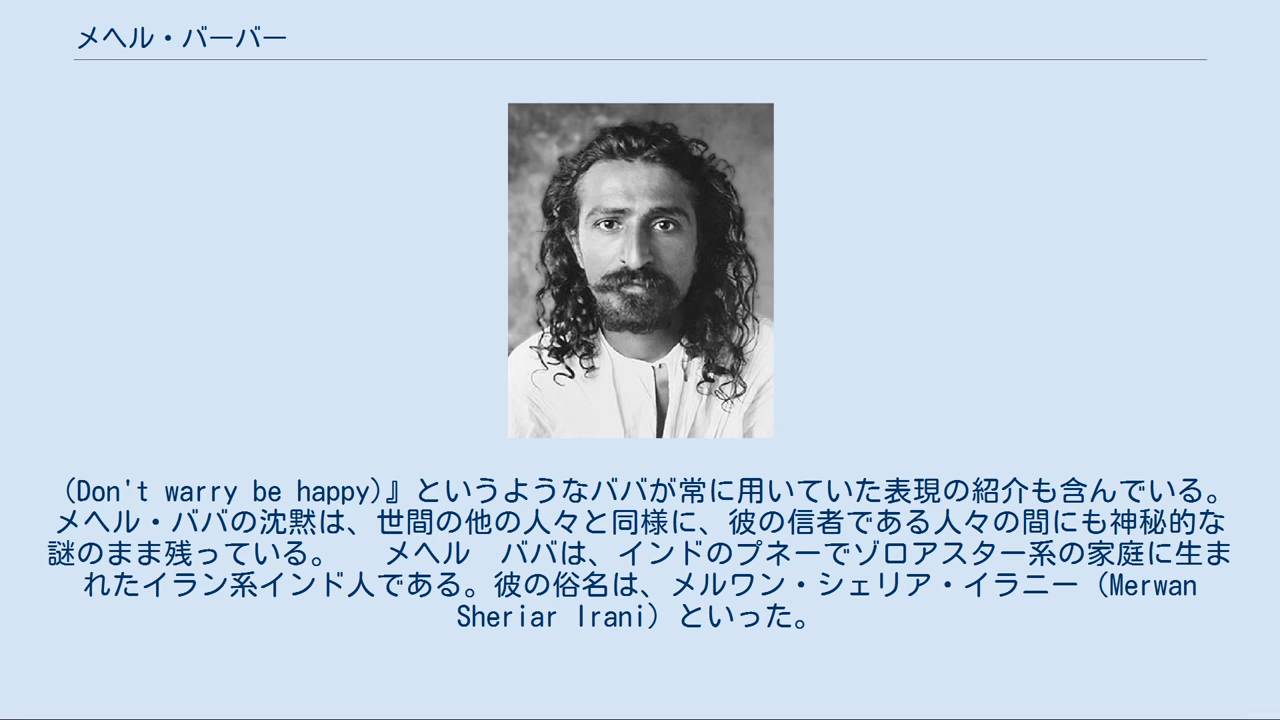 メヘル・バーバー
（Don't warry be happy)』というようなババが常に用いていた表現の紹介も含んでいる。
メヘル・ババの沈黙は、世間の他の人々と同様に、彼の信者である人々の間にも神秘的な
謎のまま残っている。　　メヘル　ババは、インドのプネーでゾロアスター系の家庭に生ま
れたイラン系インド人である。彼の俗名は、メルワン・シェリア・イラニー（Merwan
Sheriar Irani）といった。